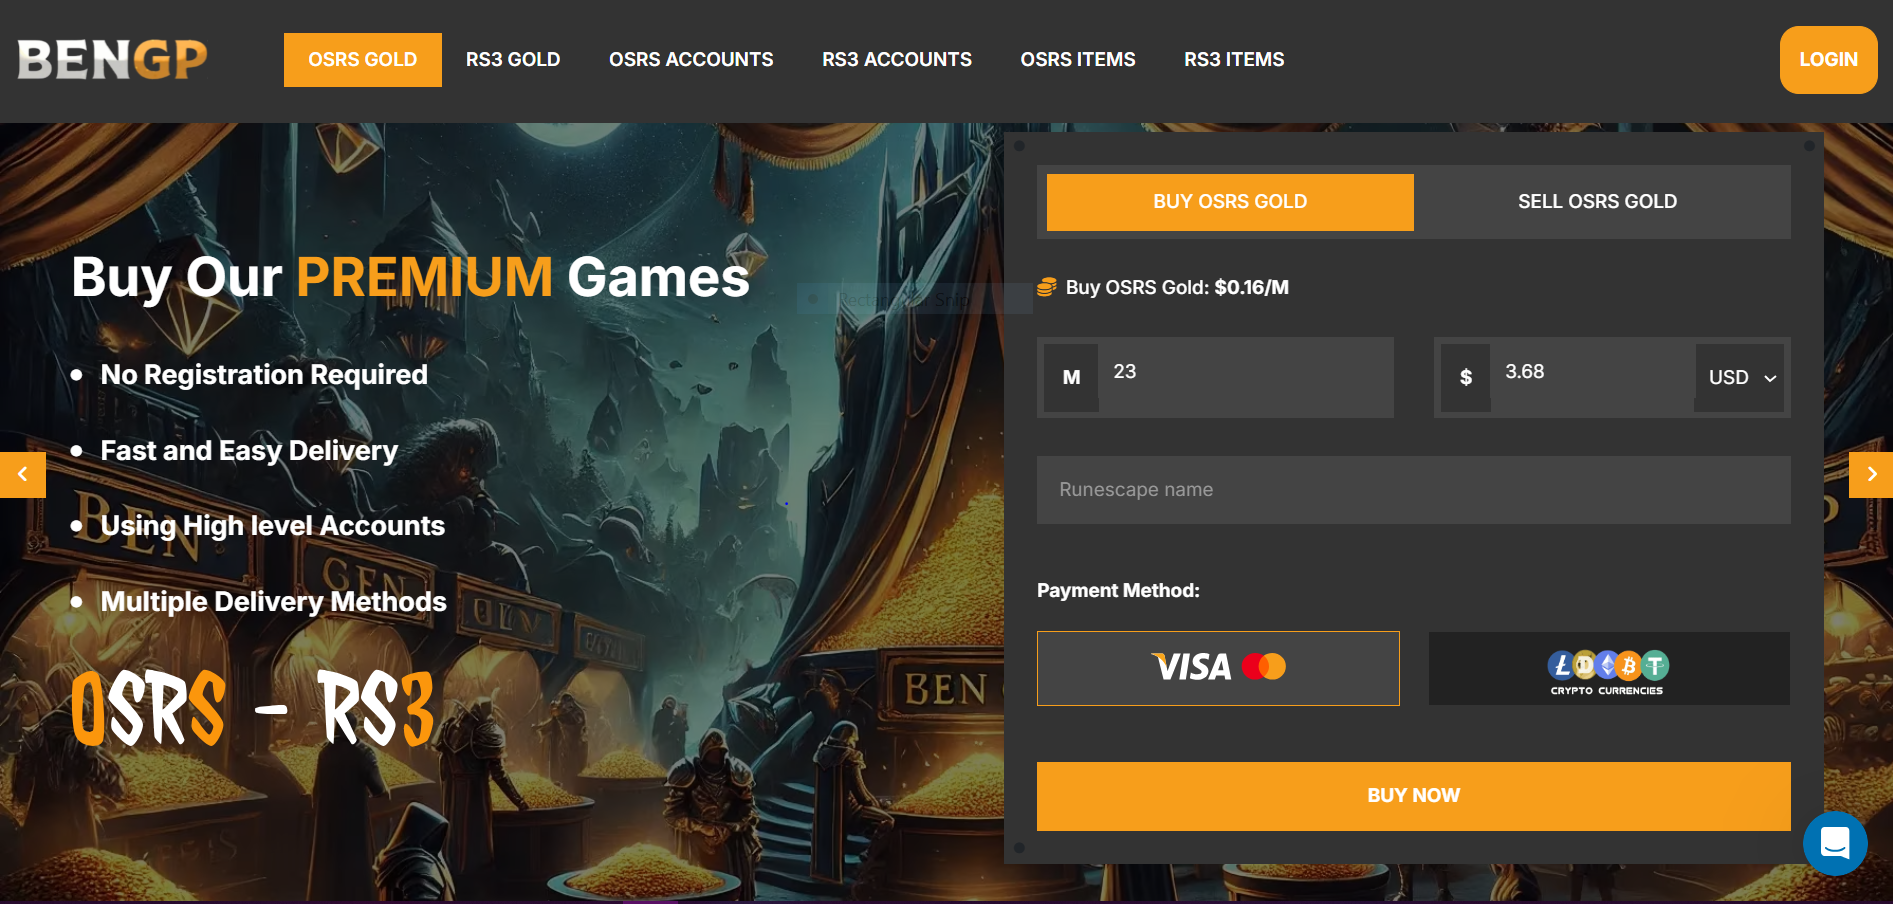 BENGP
OSRS GOLD
RS3 GOLD
OSRS ACCOUNTS
RS3 ACCOUNTS
OSRS ITEMS
RS3 ITEMS
LOGIN
Buy Our PREMIUM Games
No Registration Required
Fast and Easy Delivery
Using High level Accounts
Multiple Delivery Methods
OSRS - RS3
BUY OSRS GOLD
SELL OSRS GOLD
Buy OSRS Gold: $0.16/M
M
23
$
3.68
USD
Runescape name
Payment Method:
VISA
CRYPTO CURRENCIES
BUY NOW
BEN
GEN
BEN